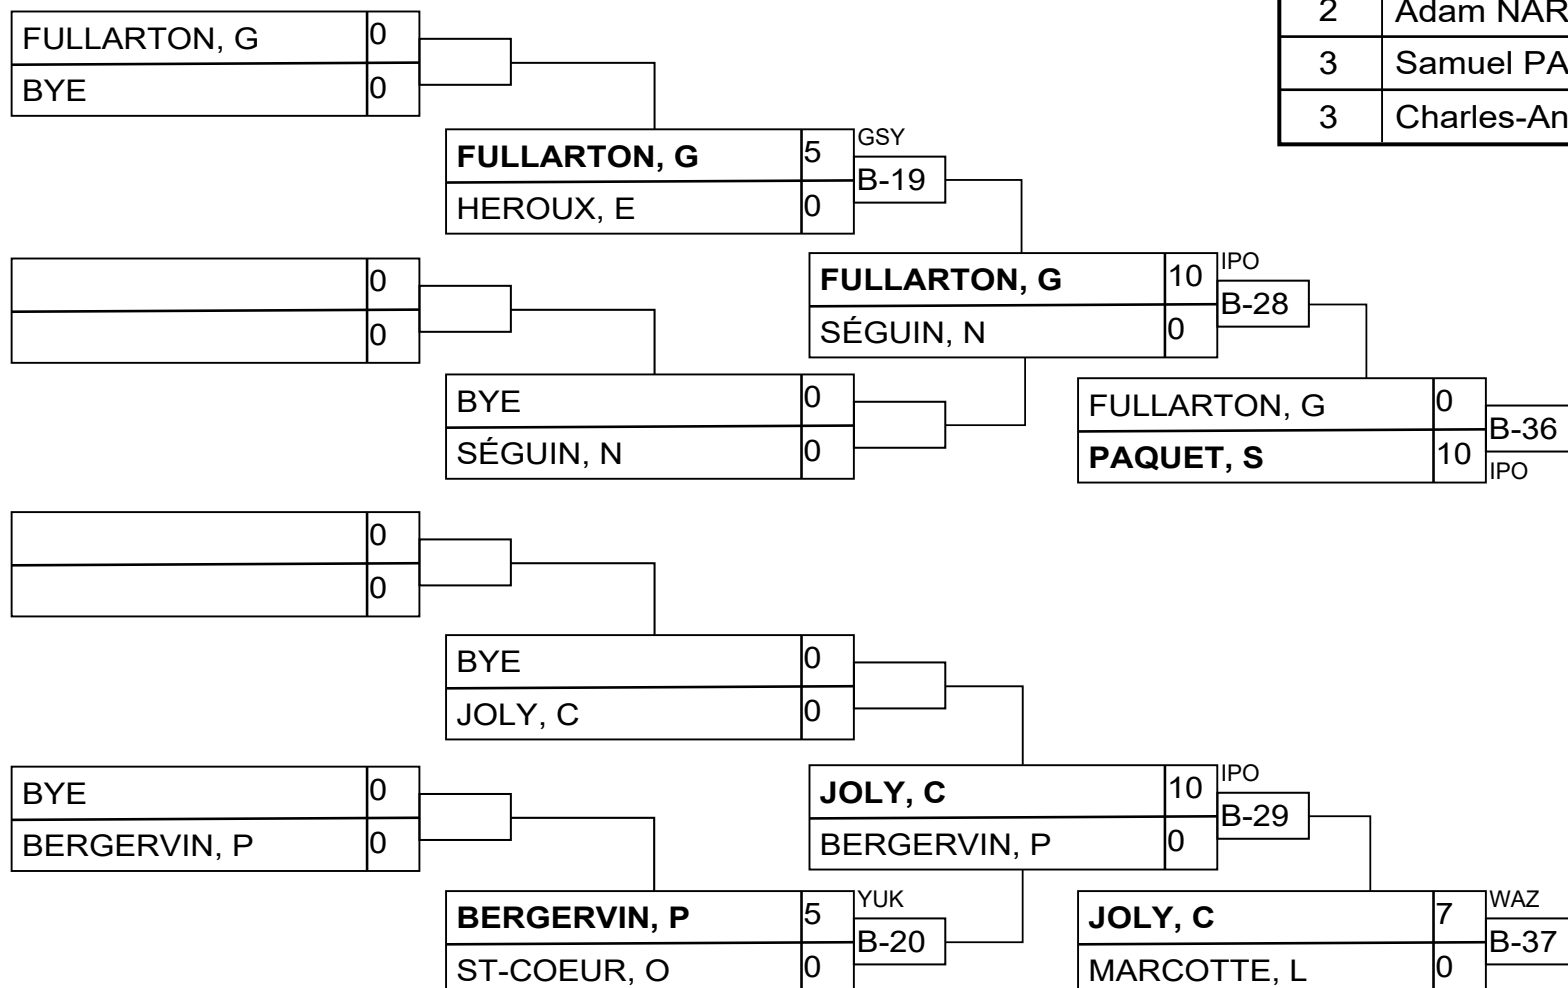 2 Adam NAR
3 Samuel PA
3 Charles-An
FULLARTON, G 0
BYE 0
FULLARTON, G 5 GSY
B-19
HEROUX, E 0
0
0
FULLARTON, G 10 IPO
B-28
SÉGUIN, N 0
BYE 0
SÉGUIN, N 0
FULLARTON, G 0
B-36
PAQUET, S 10 IPO
0
0
BYE 0
JOLY, C 0
BYE 0
BERGERVIN, P 0
JOLY, C 10 IPO
B-29
BERGERVIN, P 0
BERGERVIN, P 5 YUK
B-20
ST-COEUR, O 0
JOLY, C 7 WAZ
B-37
MARCOTTE, L 0